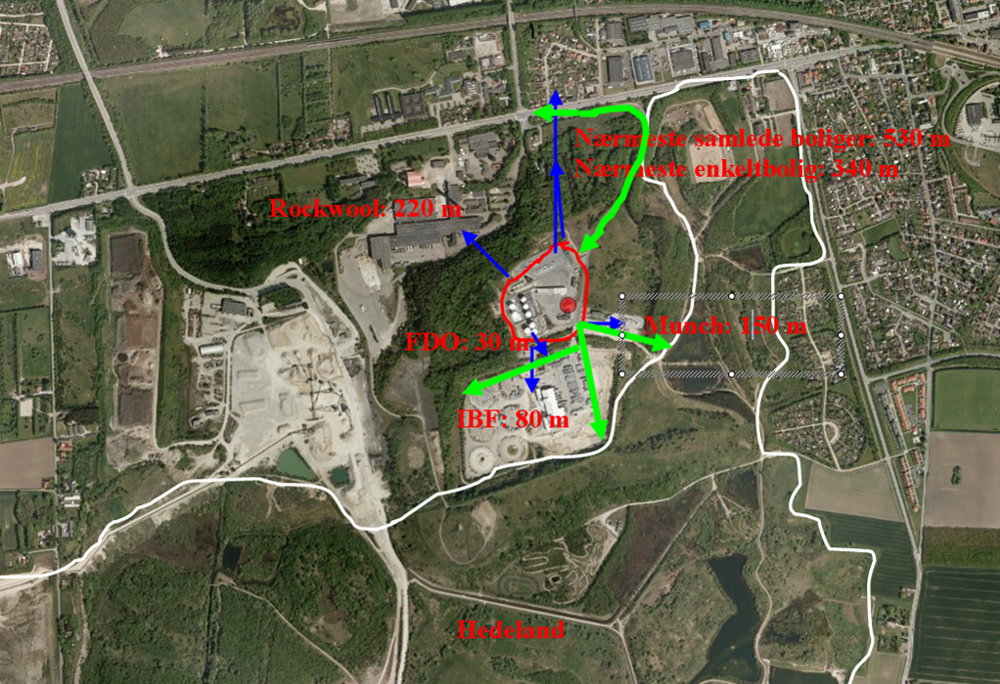 Nærmeste samlede boliger: 530 m
Nærmeste enkeltbolig: 340 m
Rockwool: 220 m
Munch: 150 m
FDO: 30 m
IBF: 80 m
Hedeland